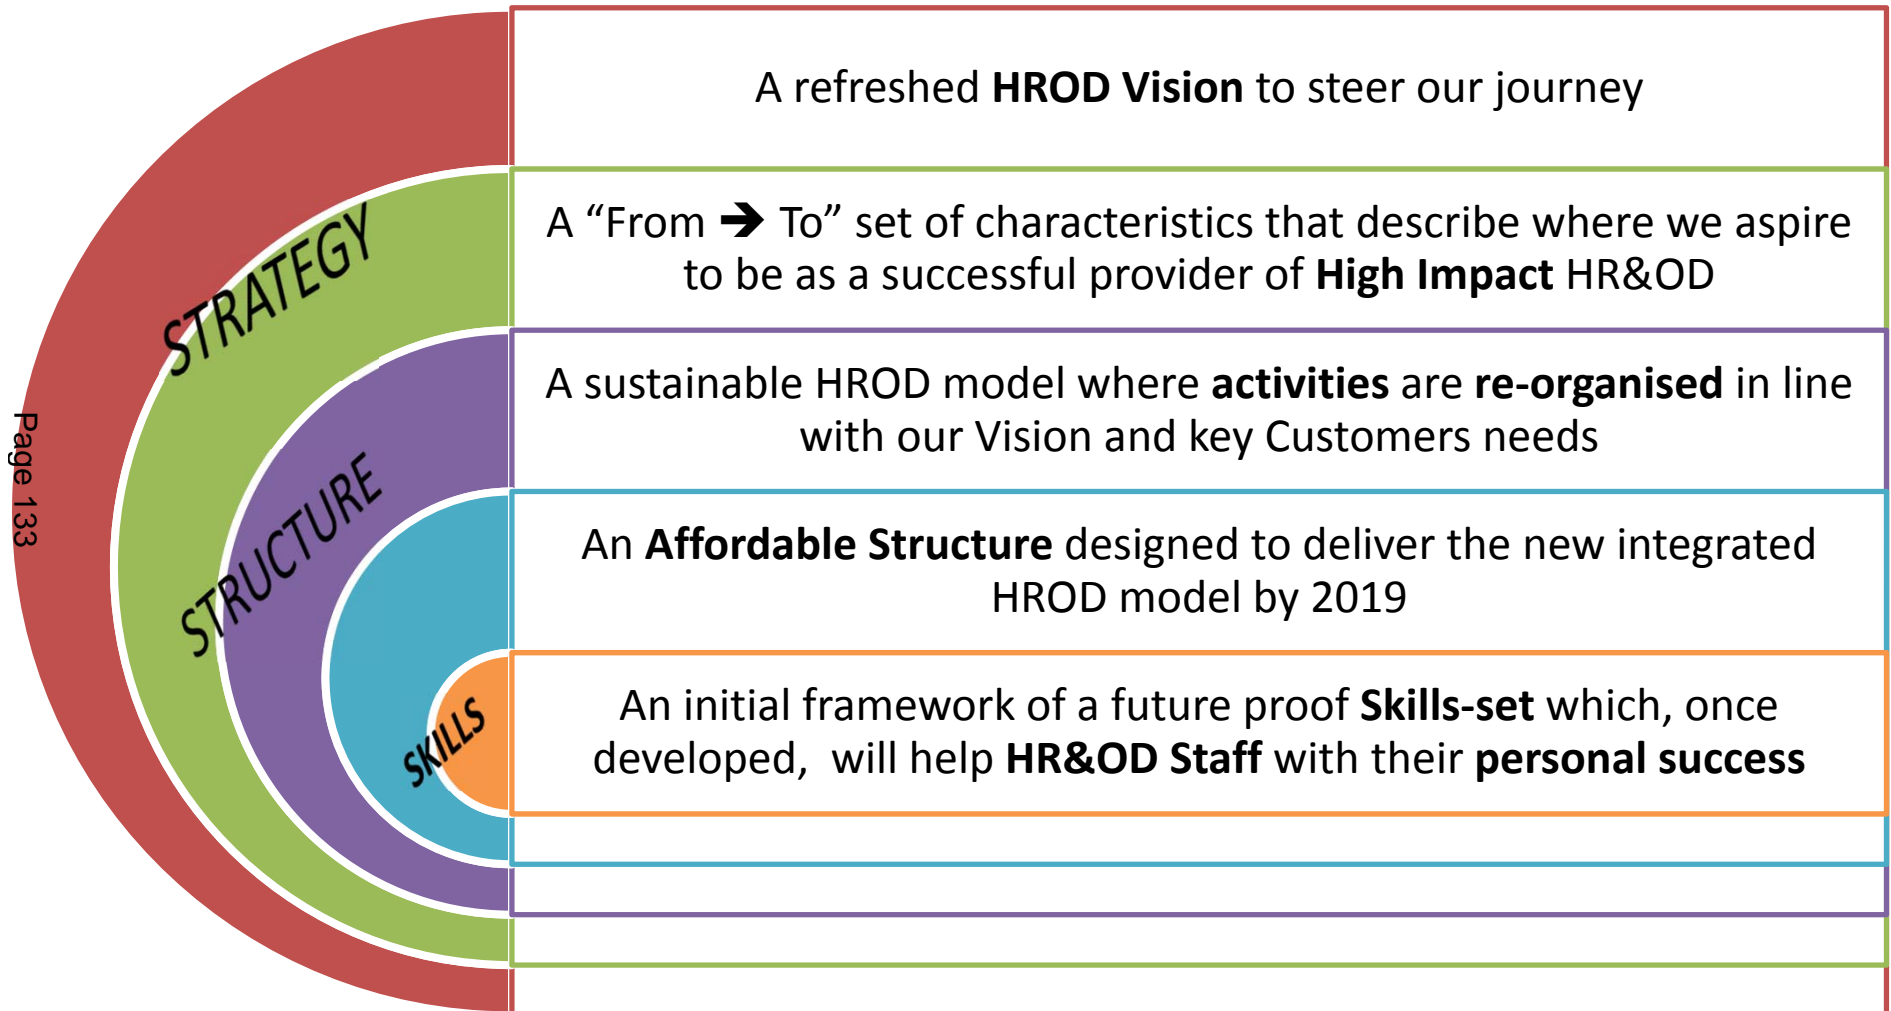 A refreshed HROD Vision to steer our journey
STRATEGY
A “From ➔ To” set of characteristics that describe where we aspire
to be as a successful provider of High Impact HR&OD
A sustainable HROD model where activities are re-organised in line
with our Vision and key Customers needs
Page 133
STRUCTURE
An Affordable Structure designed to deliver the new integrated
HROD model by 2019
SKILLS
An initial framework of a future proof Skills-set which, once
developed,  will help HR&OD Staff with their personal success